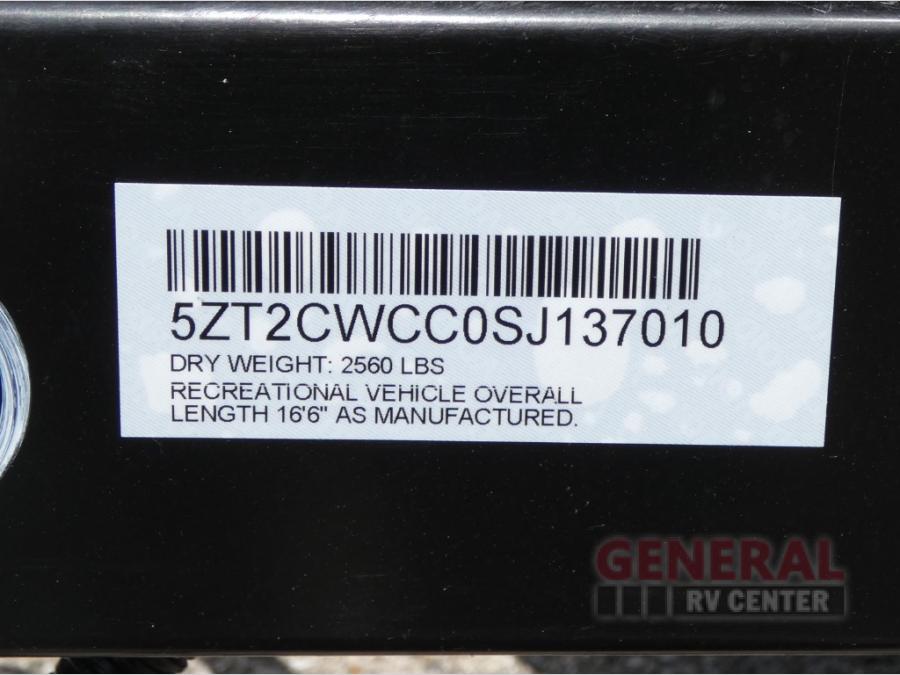 5ZT2CWCC0SJ137010
DRY WEIGHT: 2560 LBS
RECREATIONAL VEHICLE OVERALL
LENGTH 16'6" AS MANUFACTURED.
GENERAL
RV CENTER